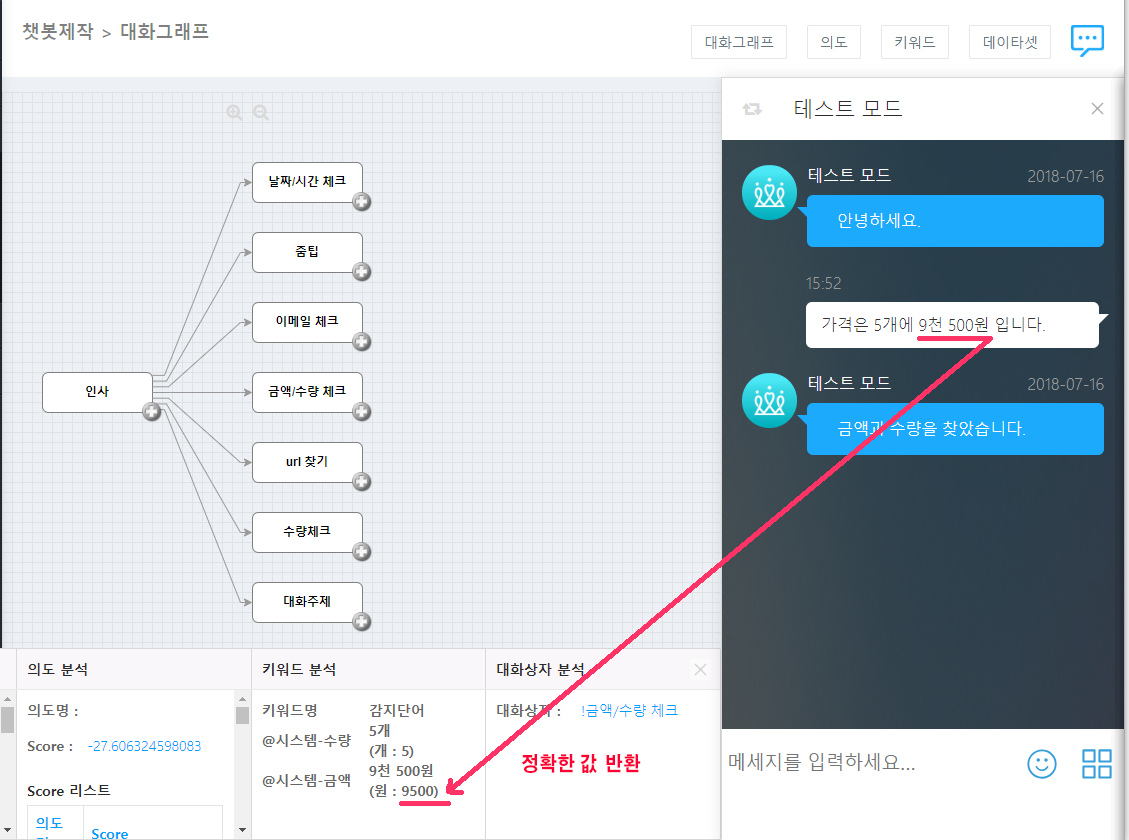 챗봇제작 > 대화그래프
대화그래프
의도
키워드
데이타셋
날짜/시간 체크
줌팁
이메일 체크
인사
금액/수량 체크
url 찾기
수량체크
대화주제
테스트 모드
테스트 모드
2018-07-16
안녕하세요.
15:52
가격은 5개에 9천 500원 입니다.
테스트 모드
2018-07-16
금액과 수량을 찾았습니다.
메세지를 입력하세요...
의도 분석
의도명 :
Score : -27.606324598083
Score 리스트
의도
Score
키워드 분석
키워드명 감지단어
@시스템-수량
5개
(개 : 5)
@시스템-금액
9천 500원
(원 : 9500)
대화상자 분석
대화상자 : !금액/수량 체크
정확한 값 반환